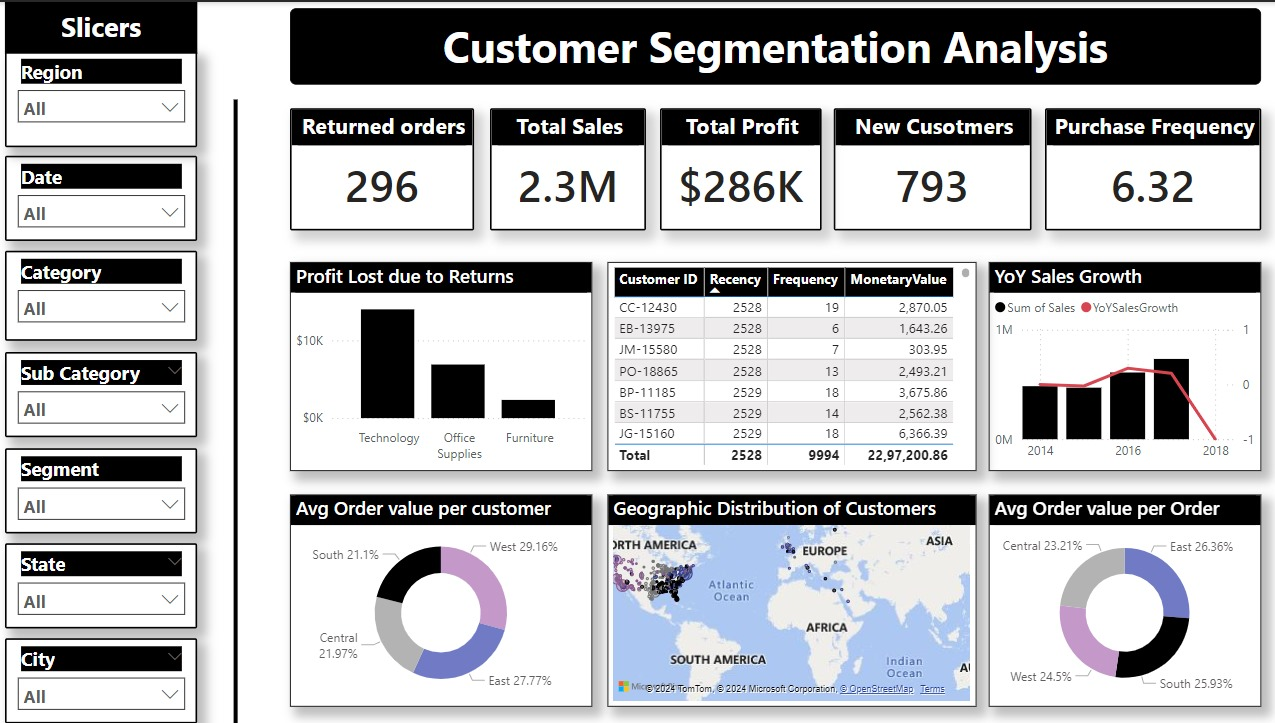 Slicers
Region
All
Date
All
Category
All
Sub Category
All
Segment
All
State
All
City
All
Customer Segmentation Analysis
Returned orders
296
Total Sales
2.3M
Total Profit
$286K
New Cusotmers
793
Purchase Frequency
6.32
Profit Lost due to Returns
$10K
$0K
Technology
Office
Supplies
Furniture
Customer ID Recency Frequency MonetaryValue
CC-12430 2528 19 2,870.05
EB-13975 2528 6 1,643.26
JM-15580 2528 7 303.95
PO-18865 2528 13 2,493.21
BP-11185 2529 18 3,675.86
BS-11755 2529 14 2,562.38
JG-15160 2529 18 6,366.39
Total 2528 9994 22,97,200.86
YoY Sales Growth
Sum of Sales YoYSalesGrowth
1M 1
0
0M -1
2014 2016 2018
Avg Order value per customer
South 21.1%
West 29.16%
Central
21.97%
East 27.77%
Geographic Distribution of Customers
ORTH AMERICA
EUROPE
ASIA
Atlantic
Ocean
AFRICA
SOUTH AMERICA
Indian
Ocean
AU
© 2024 TomTom, © 2024 Microsoft Corporation, © OpenStreetMap Terms
Avg Order value per Order
Central 23.21%
East 26.36%
West 24.5%
South 25.93%